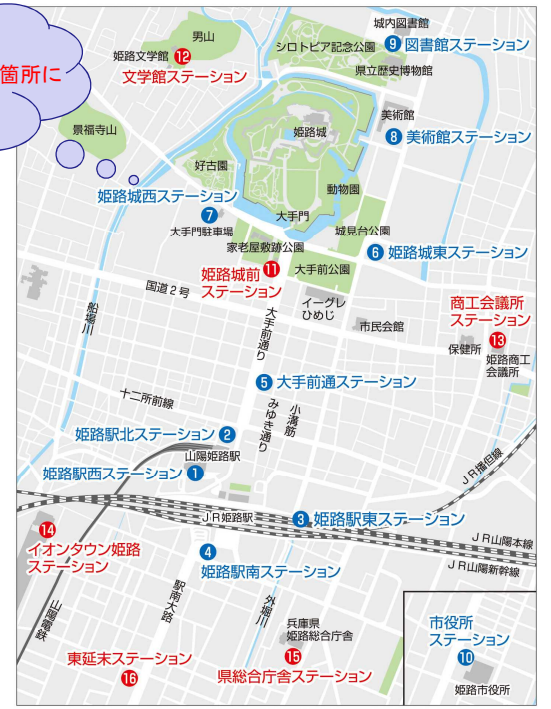 箇所に
城内図書館
男山
シロトピア記念公園
⑨ 図書館ステーション
姫路文学館
⑫
文学館ステーション
県立歴史博物館
美術館
姫路城
⑧ 美術館ステーション
景福寺山
好古園
動物園
姫路城西ステーション
⑦
大手門
大手門駐車場
城見台公園
家老屋敷跡公園
⑥ 姫路城東ステーション
⑪
姫路城前
ステーション
大手前公園
国道2号
イーグレ
ひめじ
商工会議所
ステーション
⑬
船場川
大手前通り
市民会館
保健所
姫路商工
会議所
⑤ 大手前通ステーション
十二所前線
みゆき通り
小溝筋
姫路駅北ステーション ②
山陽姫路駅
姫路駅西ステーション ①
JR播但線
JR姫路駅
③ 姫路駅東ステーション
⑭
イオンタウン姫路
ステーション
JR山陽本線
JR山陽新幹線
④
姫路駅南ステーション
山陽電鉄
駅南大路
外堀川
兵庫県
姫路総合庁舎
⑮
県総合庁舎ステーション
東延末ステーション
⑯
市役所
ステーション
⑩
姫路市役所